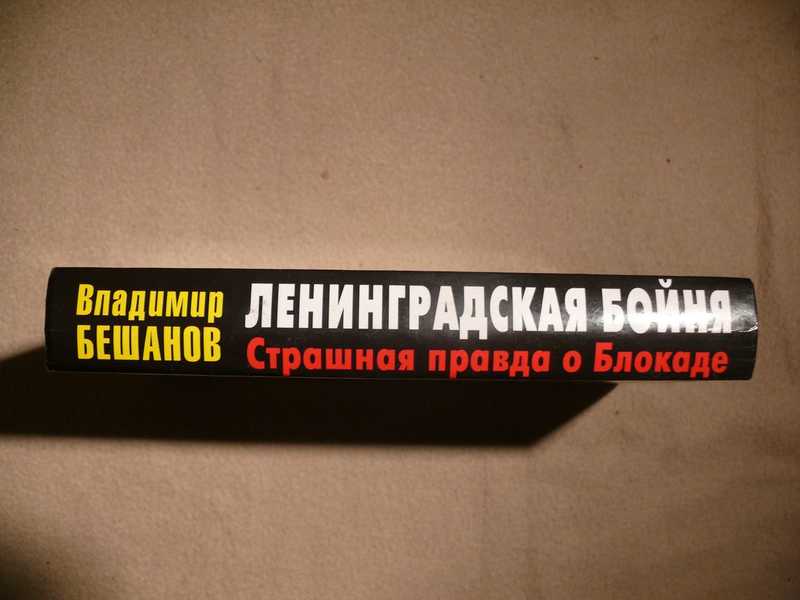 Владимир
БЕШАНОВ
ЛЕНИНГРАДСКАЯ БОЙНЯ
Страшная правда о Блокаде